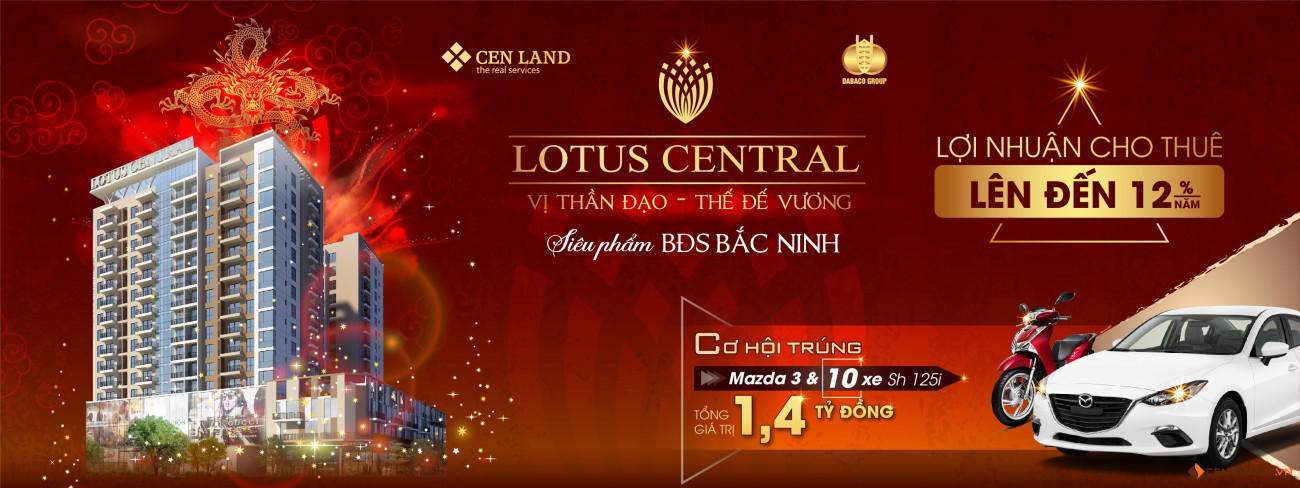 LOTUS CENTRAL
CEN LAND
the real services
DABACO GROUP
LOTUS CENTRAL
VỊ THẦN ĐẠO - THẾ ĐẾ VƯƠNG
Siêu phẩm BĐS BẮC NINH
LỢI NHUẬN CHO THUÊ
LÊN ĐẾN 12%
NĂM
CƠ HỘI TRÚNG
Mazda 3 & 10 xe Sh 125i
TỔNG
GIÁ TRỊ
1,4 TỶ ĐỒNG
.VN